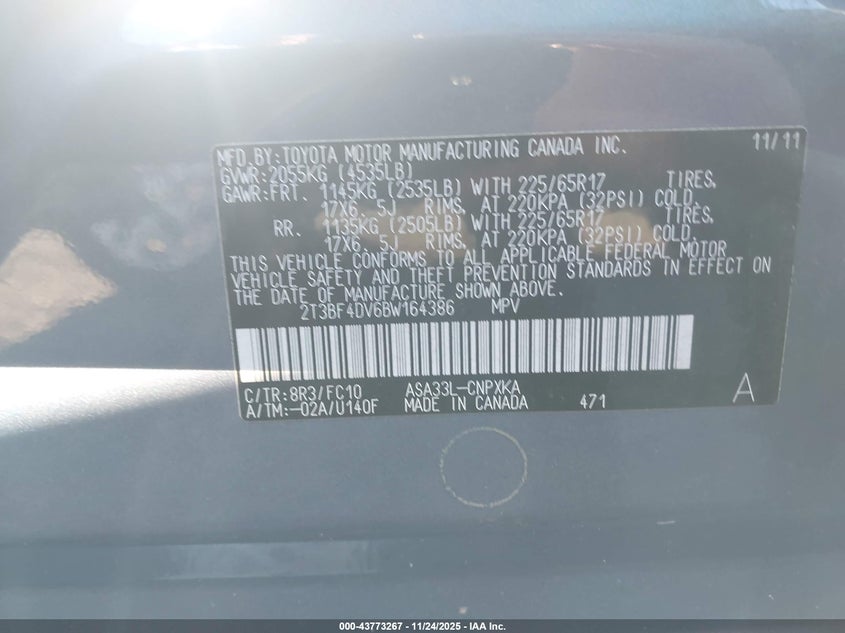 MFD.BY:TOYOTA MOTOR MANUFACTURING CANADA INC. 11/11
GVWR:2055KG (4535LB)
GAWR:FRT. 1145KG (2535LB) WITH 225/65R17 TIRES,
17X6. 5J RIMS, AT 220KPA (32PSI) COLD.
RR. 1135KG (2505LB) WITH 225/65R17 TIRES,
17X6. 5J RIMS, AT 220KPA (32PSI) COLD.
THIS VEHICLE CONFORMS TO ALL APPLICABLE FEDERAL MOTOR
VEHICLE SAFETY AND THEFT PREVENTION STANDARDS IN EFFECT ON
THE DATE OF MANUFACTURE SHOWN ABOVE.
2T3BF4DV6BW164386 MPV
C/TR:8R3/FC10 ASA33L-CNPXKA
A/TM:-02A/U140F MADE IN CANADA 471 A
000-43773267 - 11/24/2025 - IAA Inc.